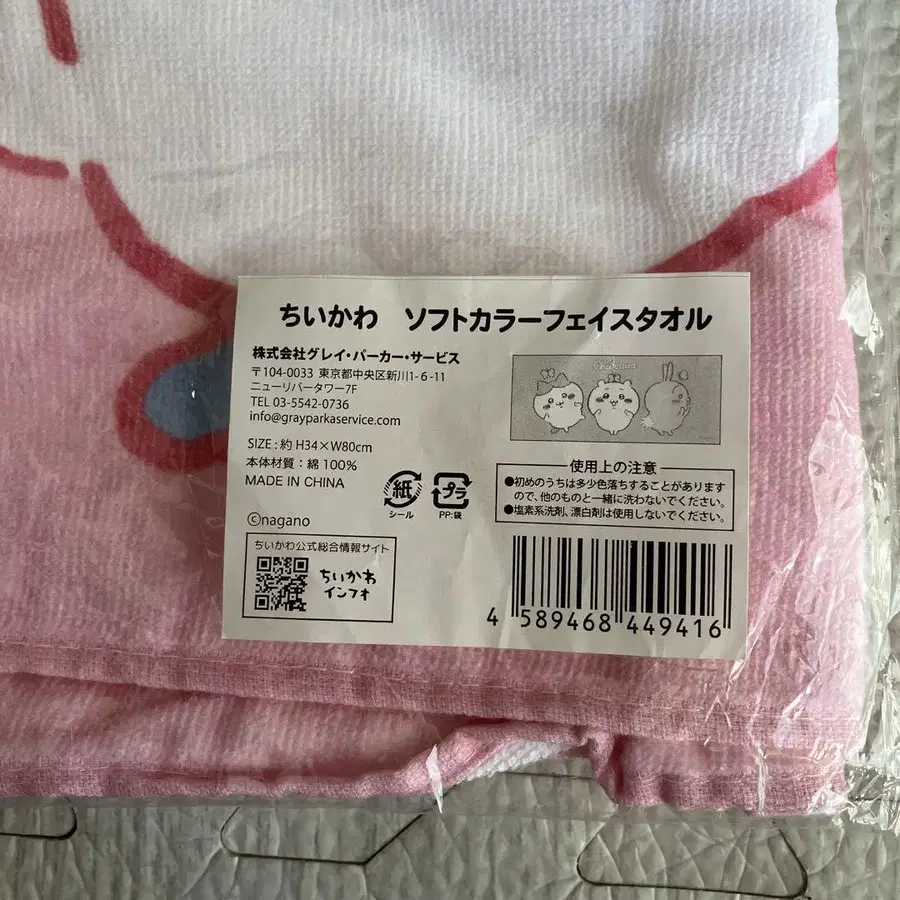 ちいかわ ソフトカラーフェイスタオル
株式会社グレイ・パーカー・サービス
〒104-0033 東京都中央区新川1-6-11
ニューリバータワー7F
TEL 03-5542-0736
info@grayparkaservice.com
SIZE : 約 H34×W80cm
本体材質 : 綿 100%
MADE IN CHINA
紙
シール
プラ
PP:袋
©nagano
ちいかわ公式総合情報サイト
ちいかわ
インフォ
Chiikawa
使用上の注意
●初めのうちは多少色落ちすることがあります
ので、他のものと一緒に洗わないでください。
●塩素系洗剤、漂白剤は使用しないでください。
4 589468 449416